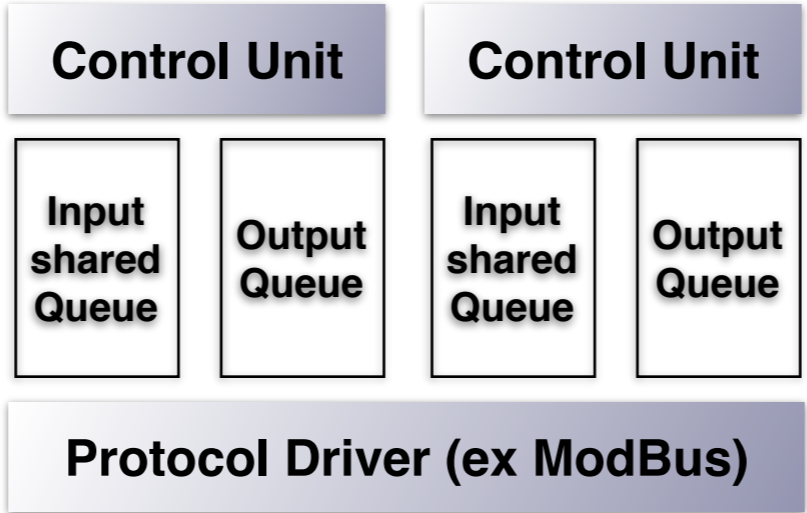 Control Unit
Control Unit
Input
shared
Queue
Output
Queue
Input
shared
Queue
Output
Queue
Protocol Driver (ex ModBus)